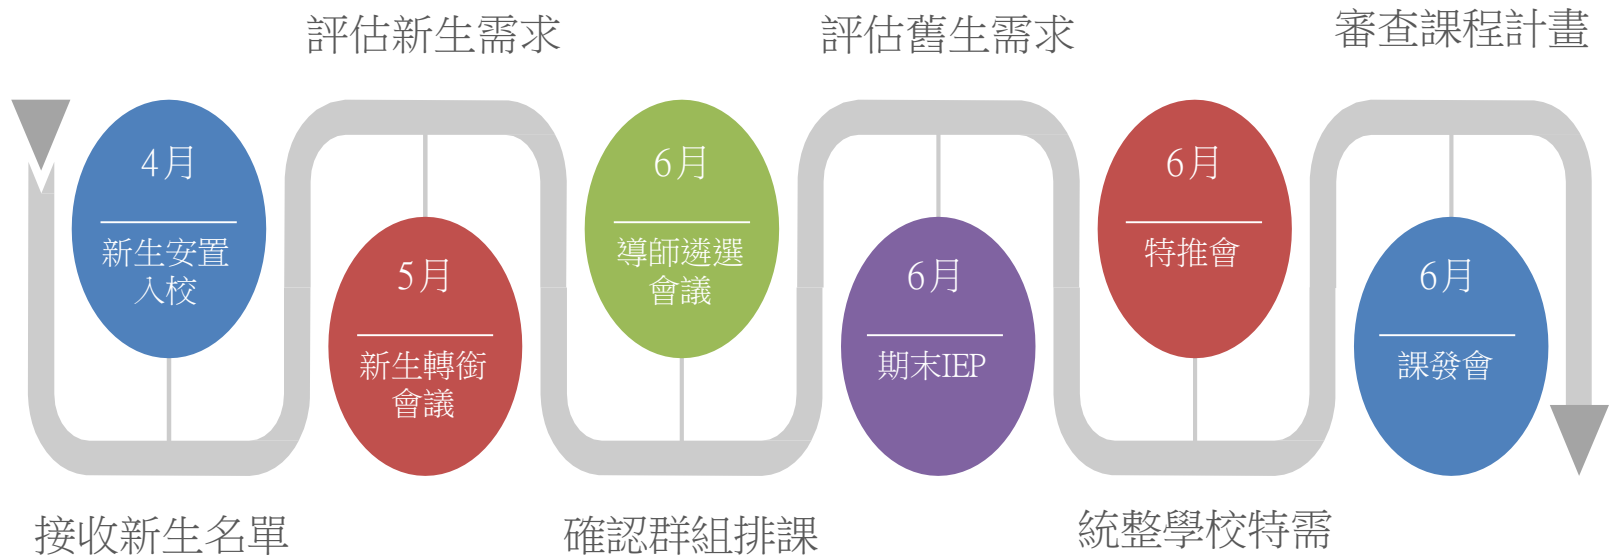 評估新生需求
評估舊生需求
審查課程計畫
4月
新生安置
入校
5月
新生轉銜
會議
6月
導師遴選
會議
6月
期末IEP
6月
特推會
6月
課發會
接收新生名單
確認群組排課
統整學校特需